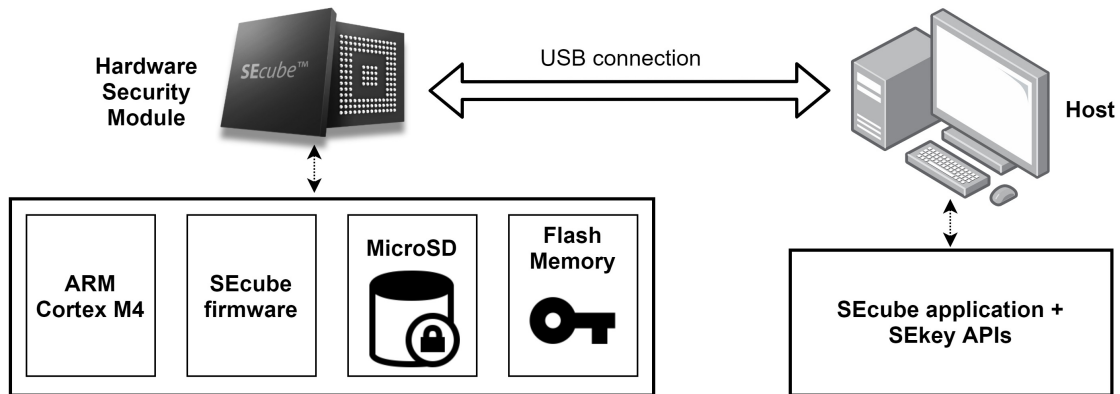 Hardware
Security
Module
SEcube™
USB connection
Host
ARM
Cortex M4
SEcube
firmware
MicroSD
Flash
Memory
SEcube application +
SEkey APIs